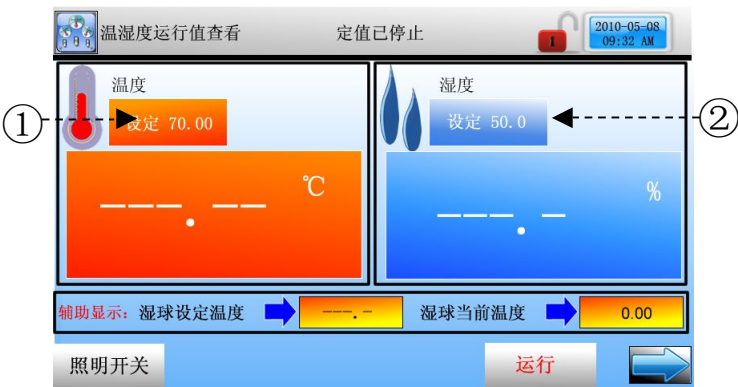 温湿度运行值查看 定值已停止 2010-05-08
09:32 AM
温度 湿度
① 设定 70.00 设定 50.0 ②
℃ %
---.-- ---.-
辅助显示: 湿球设定温度 ---.- 湿球当前温度 0.00
照明开关 运行